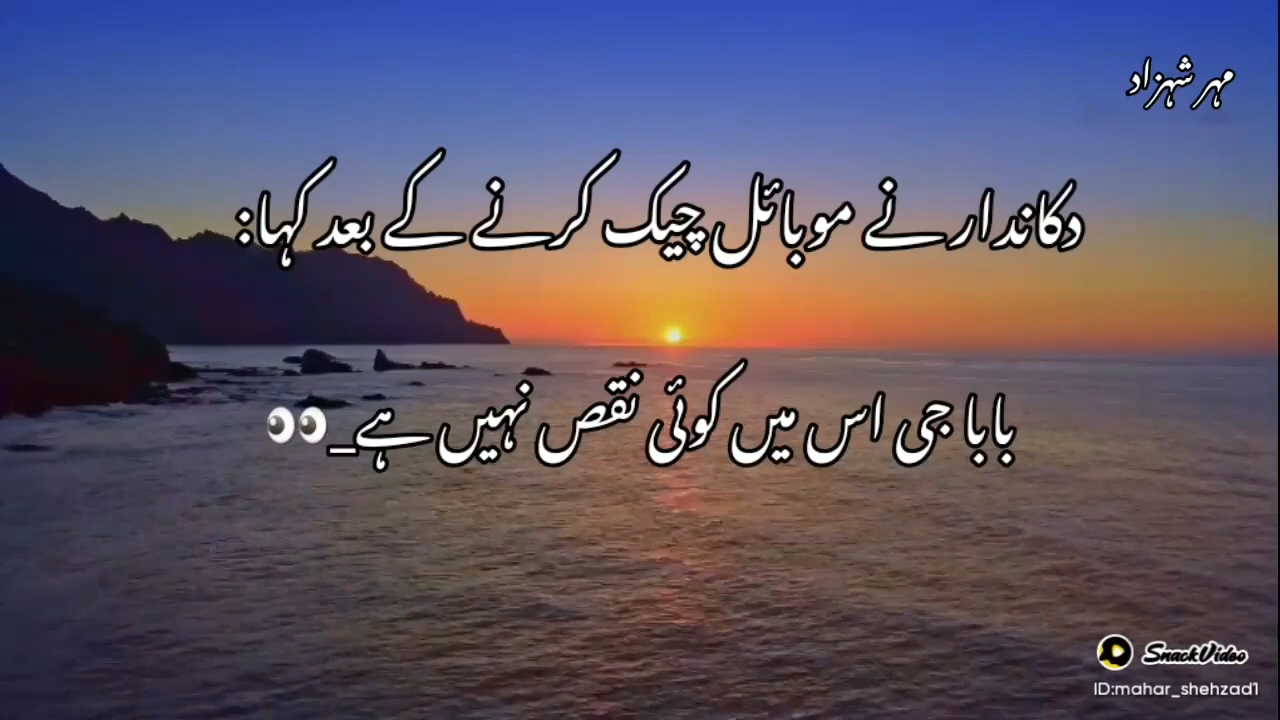 مہر شہزاد
دکاندار نے موبائل چیک کرنے کے بعد کہا:
بابا جی اس میں کوئی نقص نہیں ہے۔👀
SnackVideo
ID:mahar_shehzad1